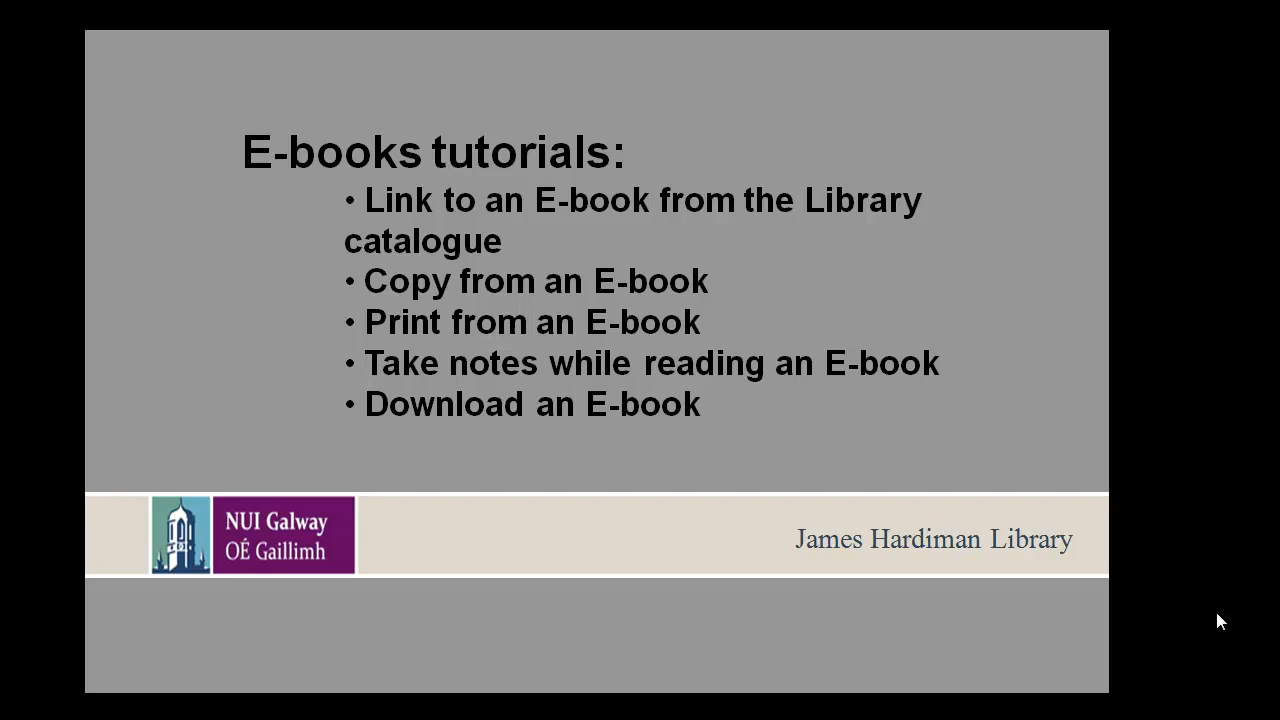 E-books tutorials:
• Link to an E-book from the Library
catalogue
• Copy from an E-book
• Print from an E-book
• Take notes while reading an E-book
• Download an E-book
NUI Galway
OÉ Gaillimh
James Hardiman Library